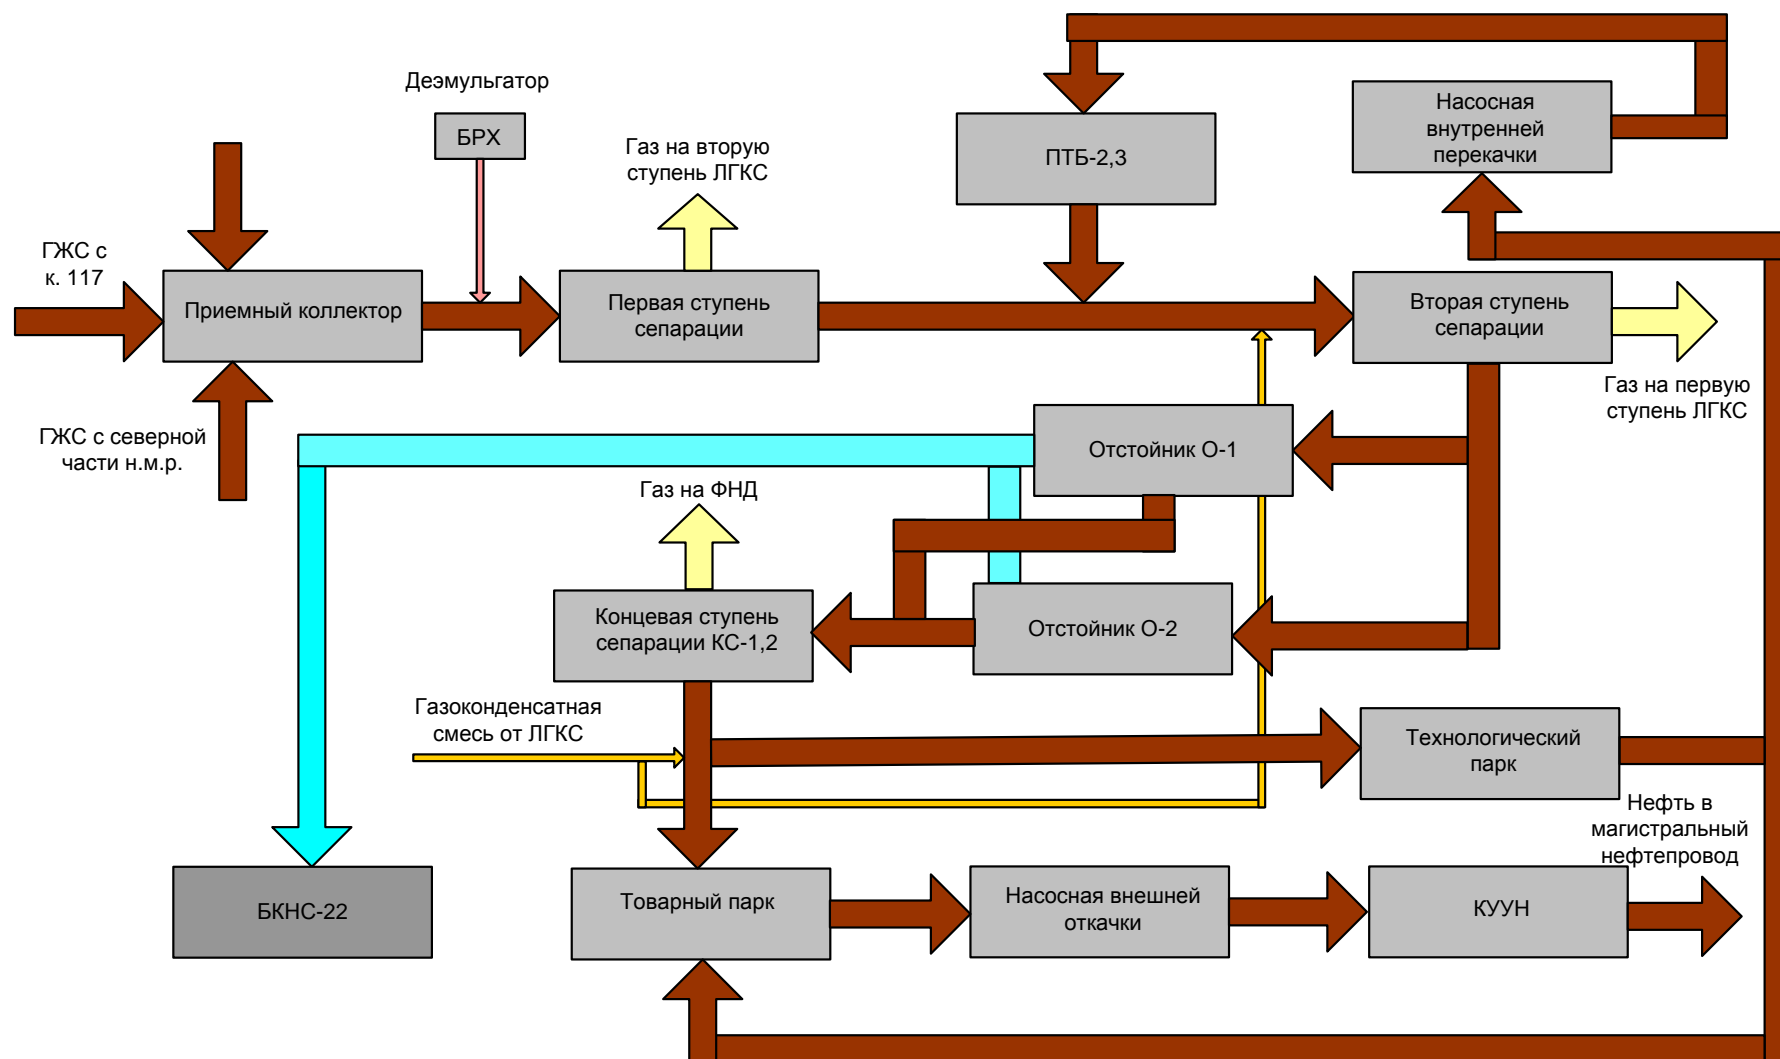 Деэмульгатор
БРХ
Насосная
внутренней
перекачки
Газ на вторую
ступень ЛГКС
ПТБ-2,3
ГЖС с
к. 117
Приемный коллектор
Первая ступень
сепарации
Вторая ступень
сепарации
Газ на первую
ступень ЛГКС
ГЖС с северной
части н.м.р.
Отстойник О-1
Газ на ФНД
Концевая ступень
сепарации КС-1,2
Отстойник О-2
Газоконденсатная
смесь от ЛГКС
Технологический
парк
Нефть в
магистральный
нефтепровод
БКНС-22
Товарный парк
Насосная внешней
откачки
КУУН